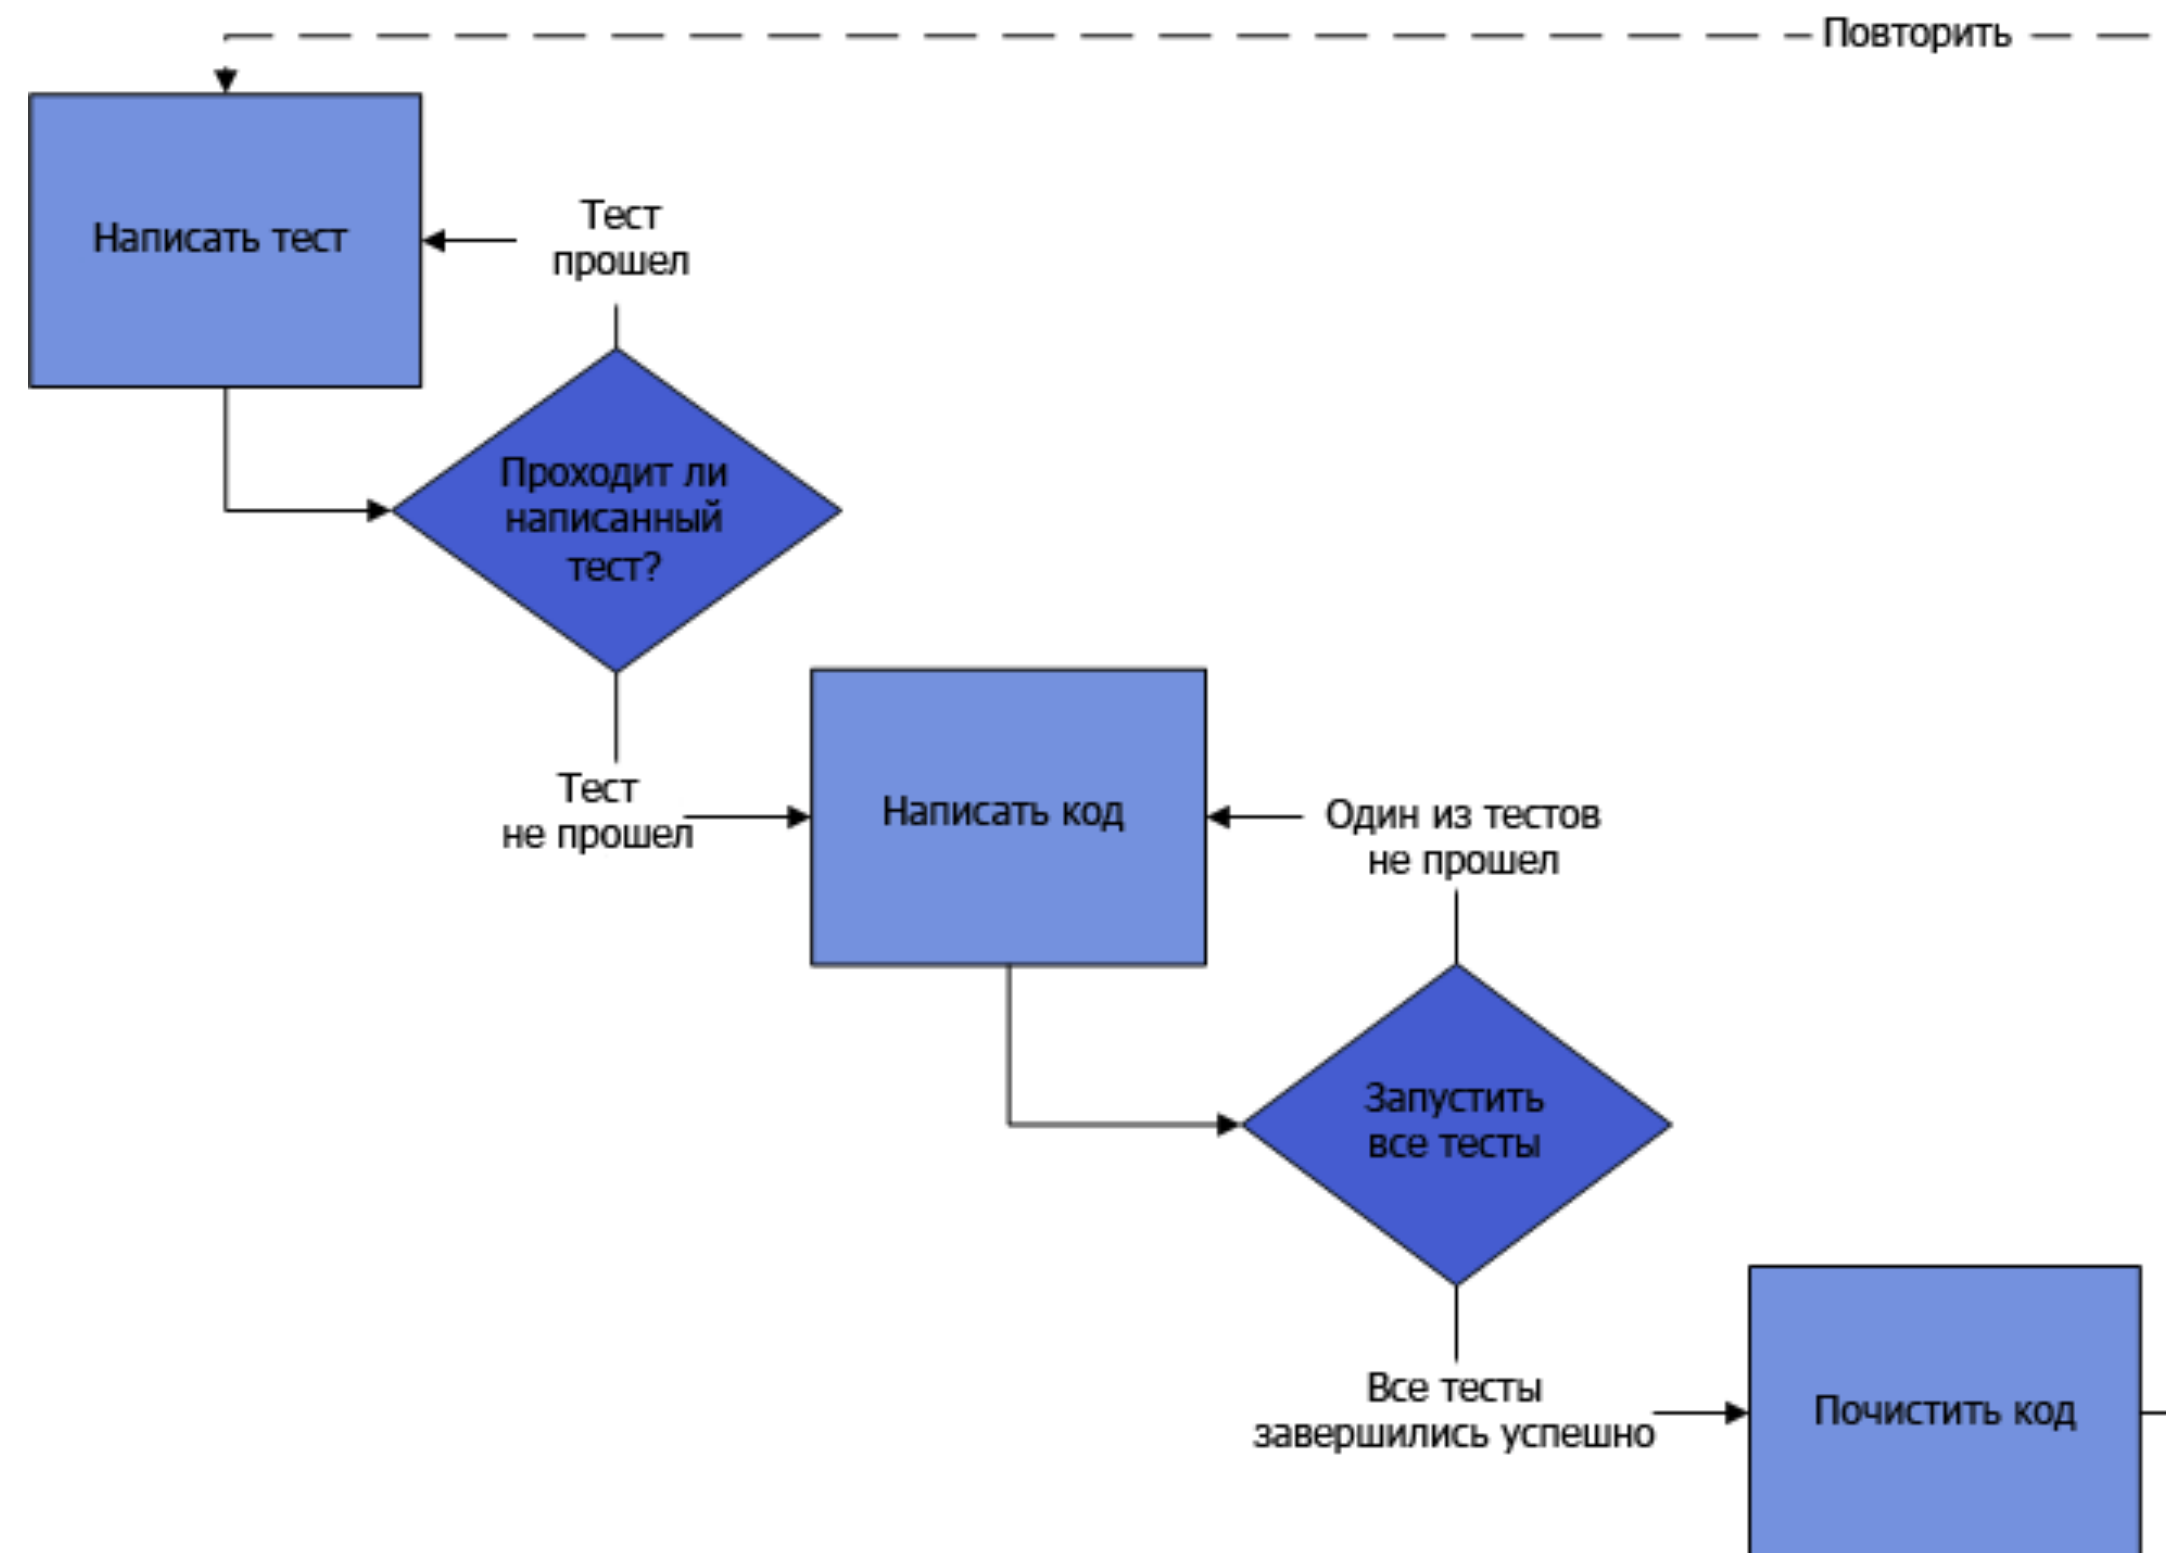 Повторить
Написать тест
Тест
прошел
Проходит ли
написанный
тест?
Тест
не прошел
Написать код
Один из тестов
не прошел
Запустить
все тесты
Все тесты
завершились успешно
Почистить код